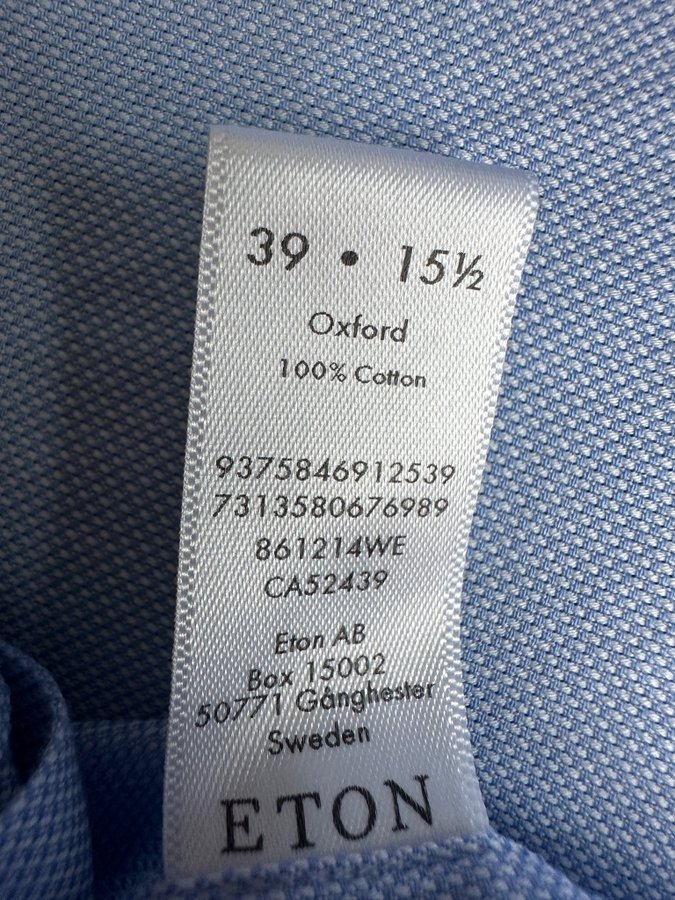 39 • 15½
Oxford
100% Cotton
9375846912539
7313580676989
861214WE
CA52439
Eton AB
Box 15002
50771 Gånghester
Sweden
ETON